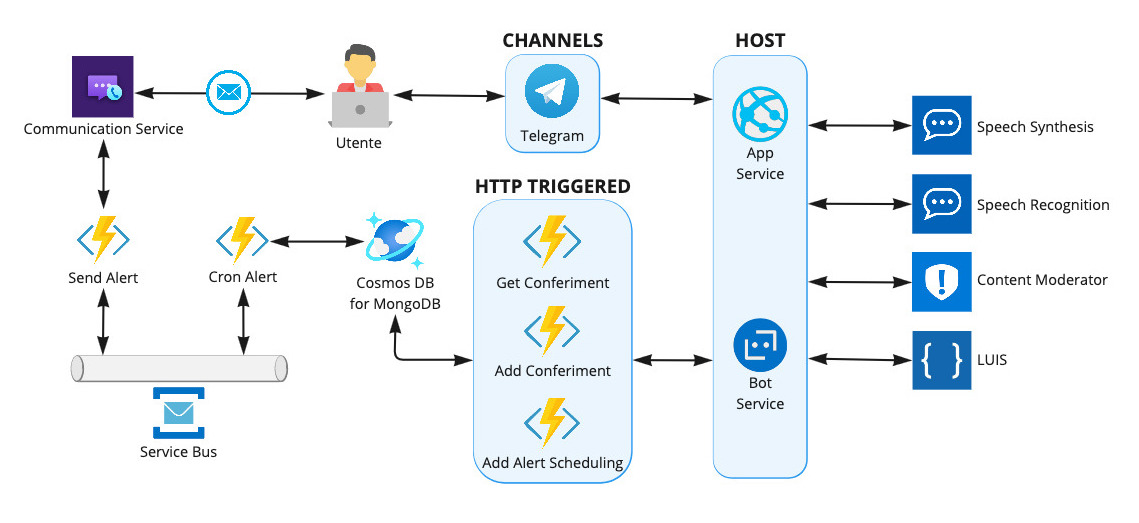 CHANNELS
HOST
Communication Service
Utente
Telegram
App
Service
Speech Synthesis
Speech Recognition
Content Moderator
LUIS
HTTP TRIGGERED
Send Alert
Cron Alert
Cosmos DB
for MongoDB
Get Conferiment
Add Conferiment
Add Alert Scheduling
Bot
Service
Service Bus